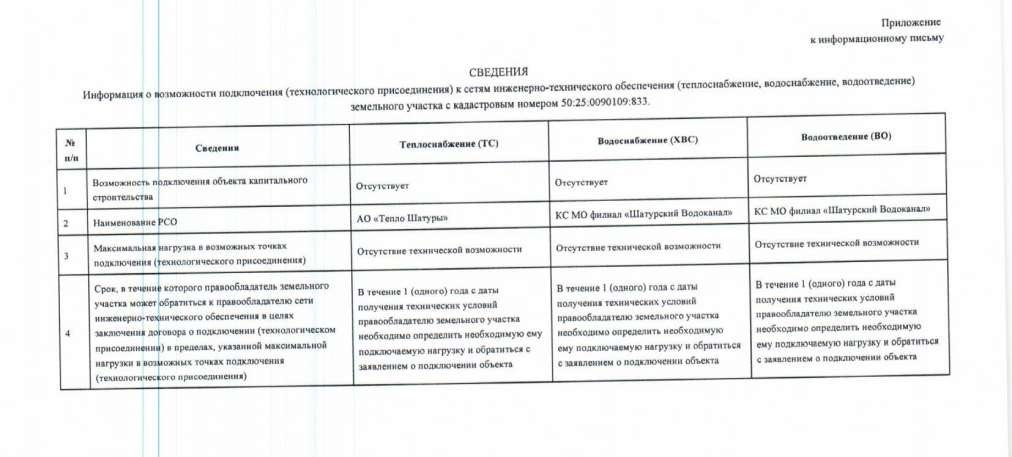 Приложение
к информационному письму
СВЕДЕНИЯ
Информация о возможности подключения (технологического присоединения) к сетям инженерно-технического обеспечения (теплоснабжение, водоснабжение, водоотведение)
земельного участка с кадастровым номером 50:25:0090109:833.
№
п/п
Сведения
Теплоснабжение (ТС)
Водоснабжение (ХВС)
Водоотведение (ВО)
1
Возможность подключения объекта капитального
строительства
Отсутствует
Отсутствует
Отсутствует
2
Наименование РСО
АО «Тепло Шатуры»
КС МО филиал «Шатурский Водоканал»
КС МО филиал «Шатурский Водоканал»
3
Максимальная нагрузка в возможных точках
подключения (технологического присоединения)
Отсутствие технической возможности
Отсутствие технической возможности
Отсутствие технической возможности
4
Срок, в течение которого правообладатель земельного
участка может обратиться к правообладателю сети
инженерно-технического обеспечения в целях
заключения договора о подключении (технологическом
присоединении) в пределах, указанной максимальной
нагрузки в возможных точках подключения
(технологического присоединения)
В течение 1 (одного) года с даты
получения технических условий
правообладателю земельного участка
необходимо определить необходимую ему
подключаемую нагрузку и обратиться с
заявлением о подключении объекта
В течение 1 (одного) года с даты
получения технических условий
правообладателю земельного участка
необходимо определить необходимую
ему подключаемую нагрузку и обратиться
с заявлением о подключении объекта
В течение 1 (одного) года с даты
получения технических условий
правообладателю земельного участка
необходимо определить необходимую
ему подключаемую нагрузку и обратиться
с заявлением о подключении объекта